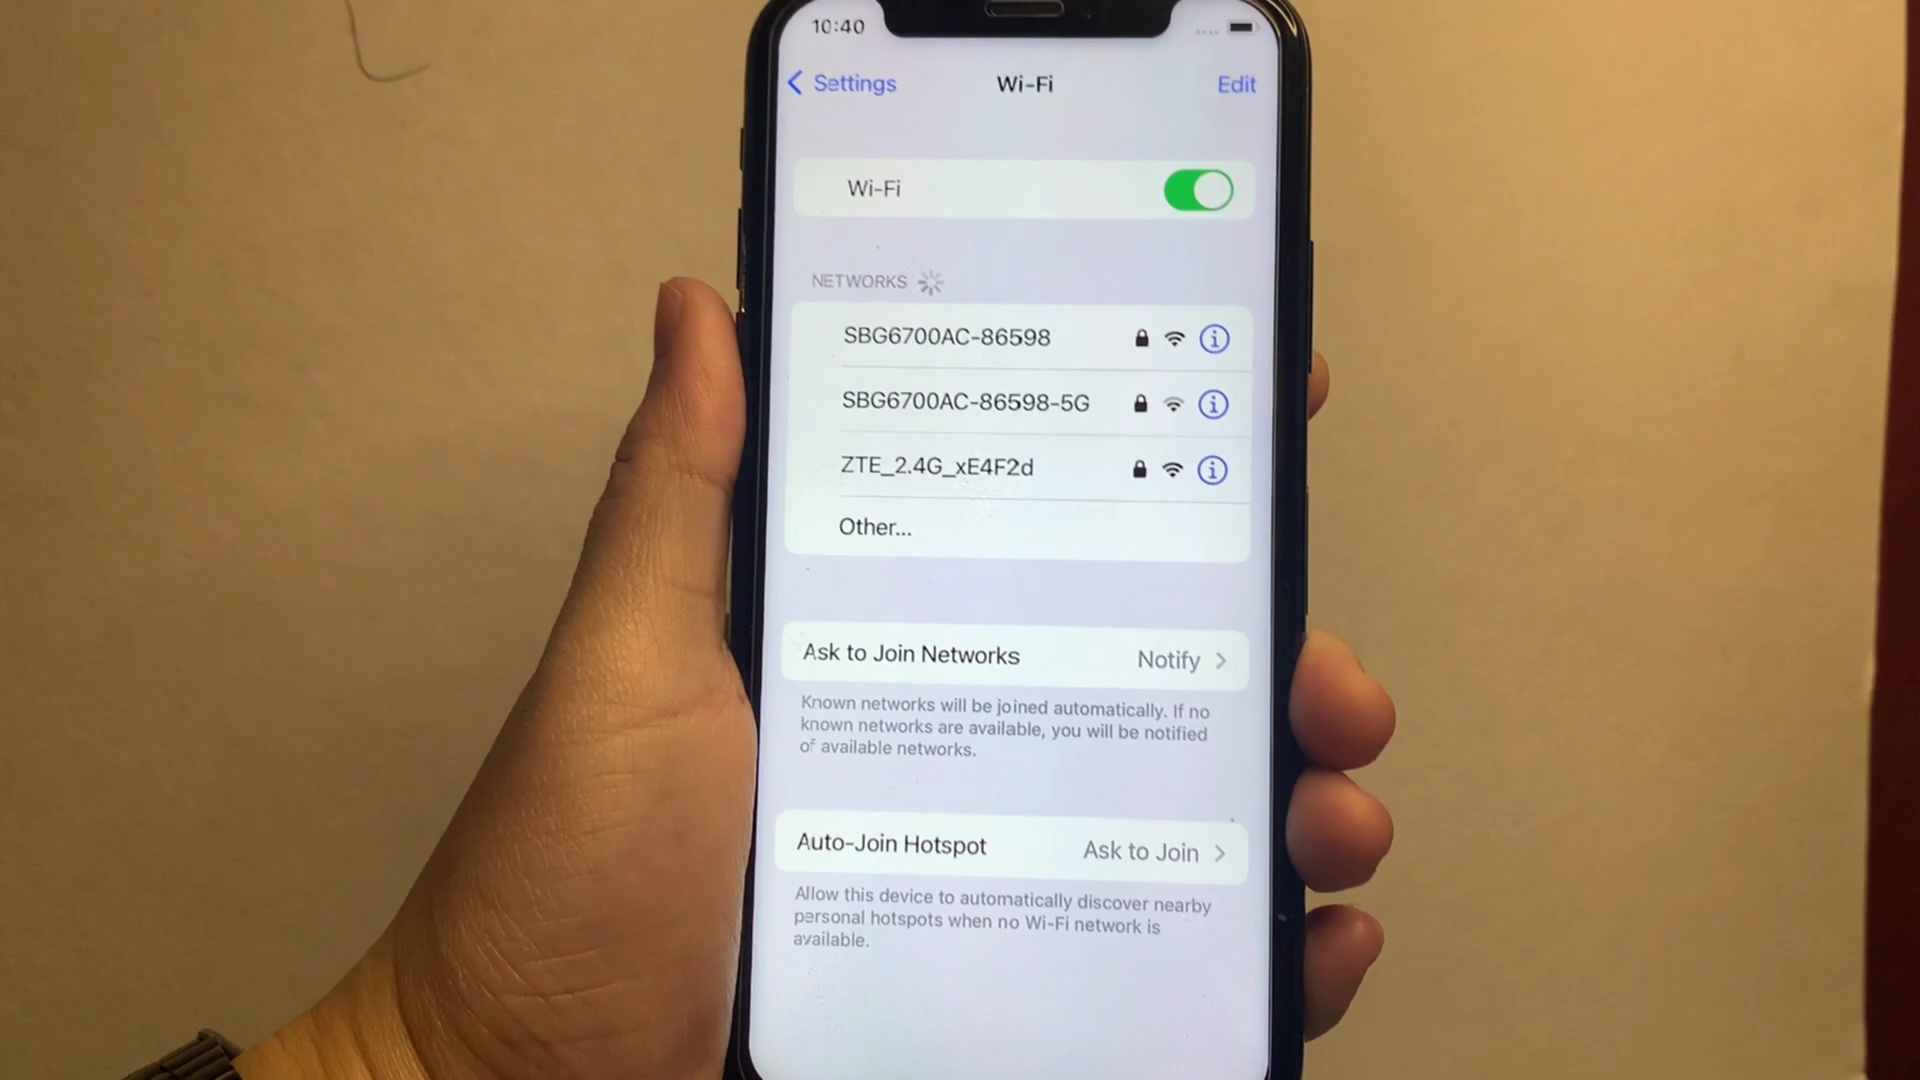 10:40
Settings Wi-Fi Edit
Wi-Fi
NETWORKS
SBG6700AC-86598
SBG6700AC-86598-5G
ZTE_2.4G_xE4F2d
Other...
Ask to Join Networks Notify
Known networks will be joined automatically. If no
known networks are available, you will be notified
of available networks.
Auto-Join Hotspot Ask to Join
Allow this device to automatically discover nearby
personal hotspots when no Wi-Fi network is
available.